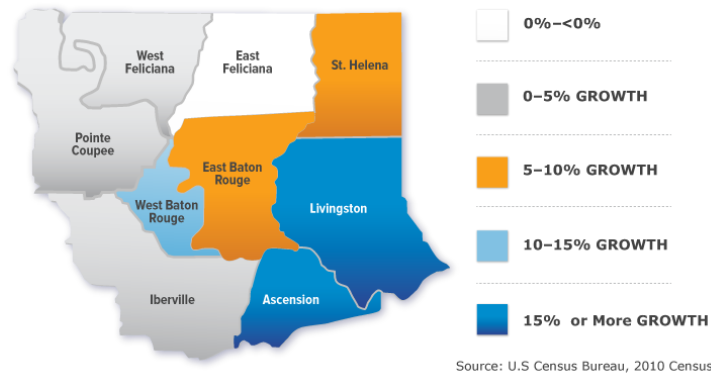 West
Feliciana
East
Feliciana
St. Helena
Pointe
Coupee
East Baton
Rouge
West Baton
Rouge
Livingston
Iberville
Ascension
0%–<0%
0–5% GROWTH
5–10% GROWTH
10–15% GROWTH
15% or More GROWTH
Source: U.S Census Bureau, 2010 Census